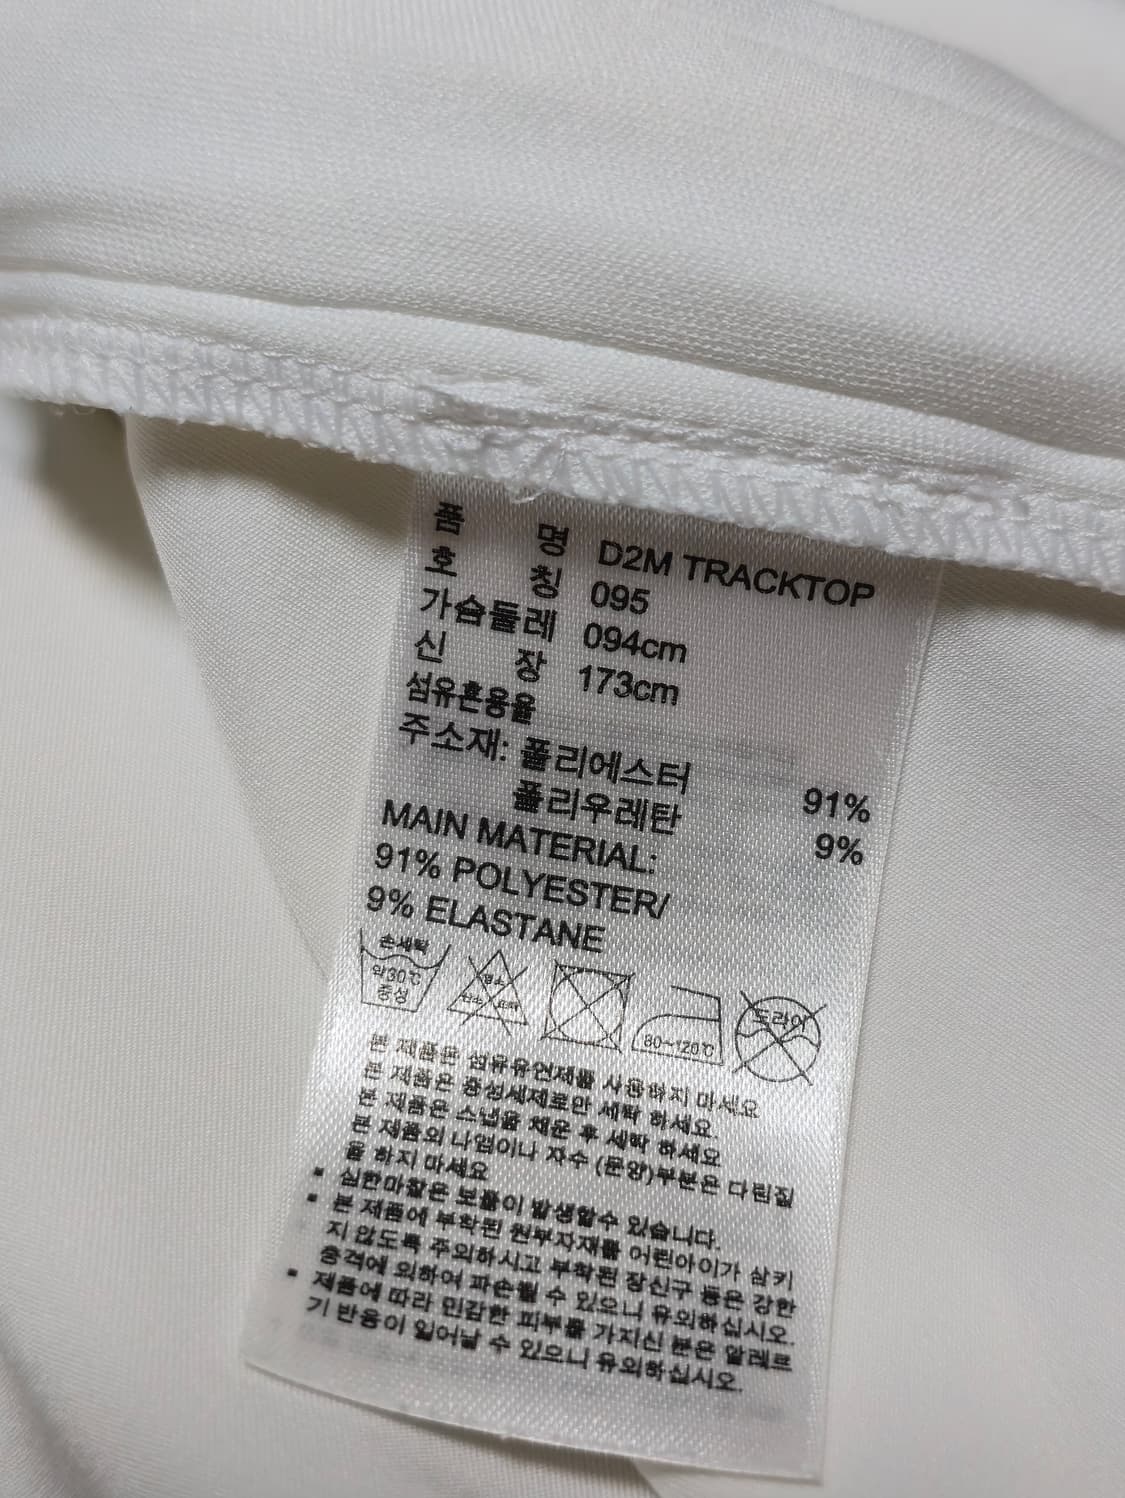 품 명 D2M TRACKTOP
호 칭 095
가슴둘레 094cm
신 장 173cm
섬유혼용율
주소재: 폴리에스터 91%
폴리우레탄 9%
MAIN MATERIAL:
91% POLYESTER/
9% ELASTANE
손세탁
약30℃
중성
80~120℃
드라이
본 제품은 섬유유연제를 사용하지 마세요
본 제품은 중성세제로만 세탁 하세요.
본 제품은 스냅을 채운 후 세탁 하세요
본 제품의 나염이나 자수 (문양)부분은 다림질
을 하지 마세요
▪ 심한마찰은 보풀이 발생할수 있습니다.
▪ 본 제품에 부착된 원부자재를 어린아이가 삼키
지 않도록 주의하시고 부착된 장신구 등은 강한
충격에 의하여 파손될 수 있으니 유의하십시오.
▪ 제품에 따라 민감한 피부를 가지신 분은 알레르
기 반응이 일어날 수 있으니 유의하십시오.